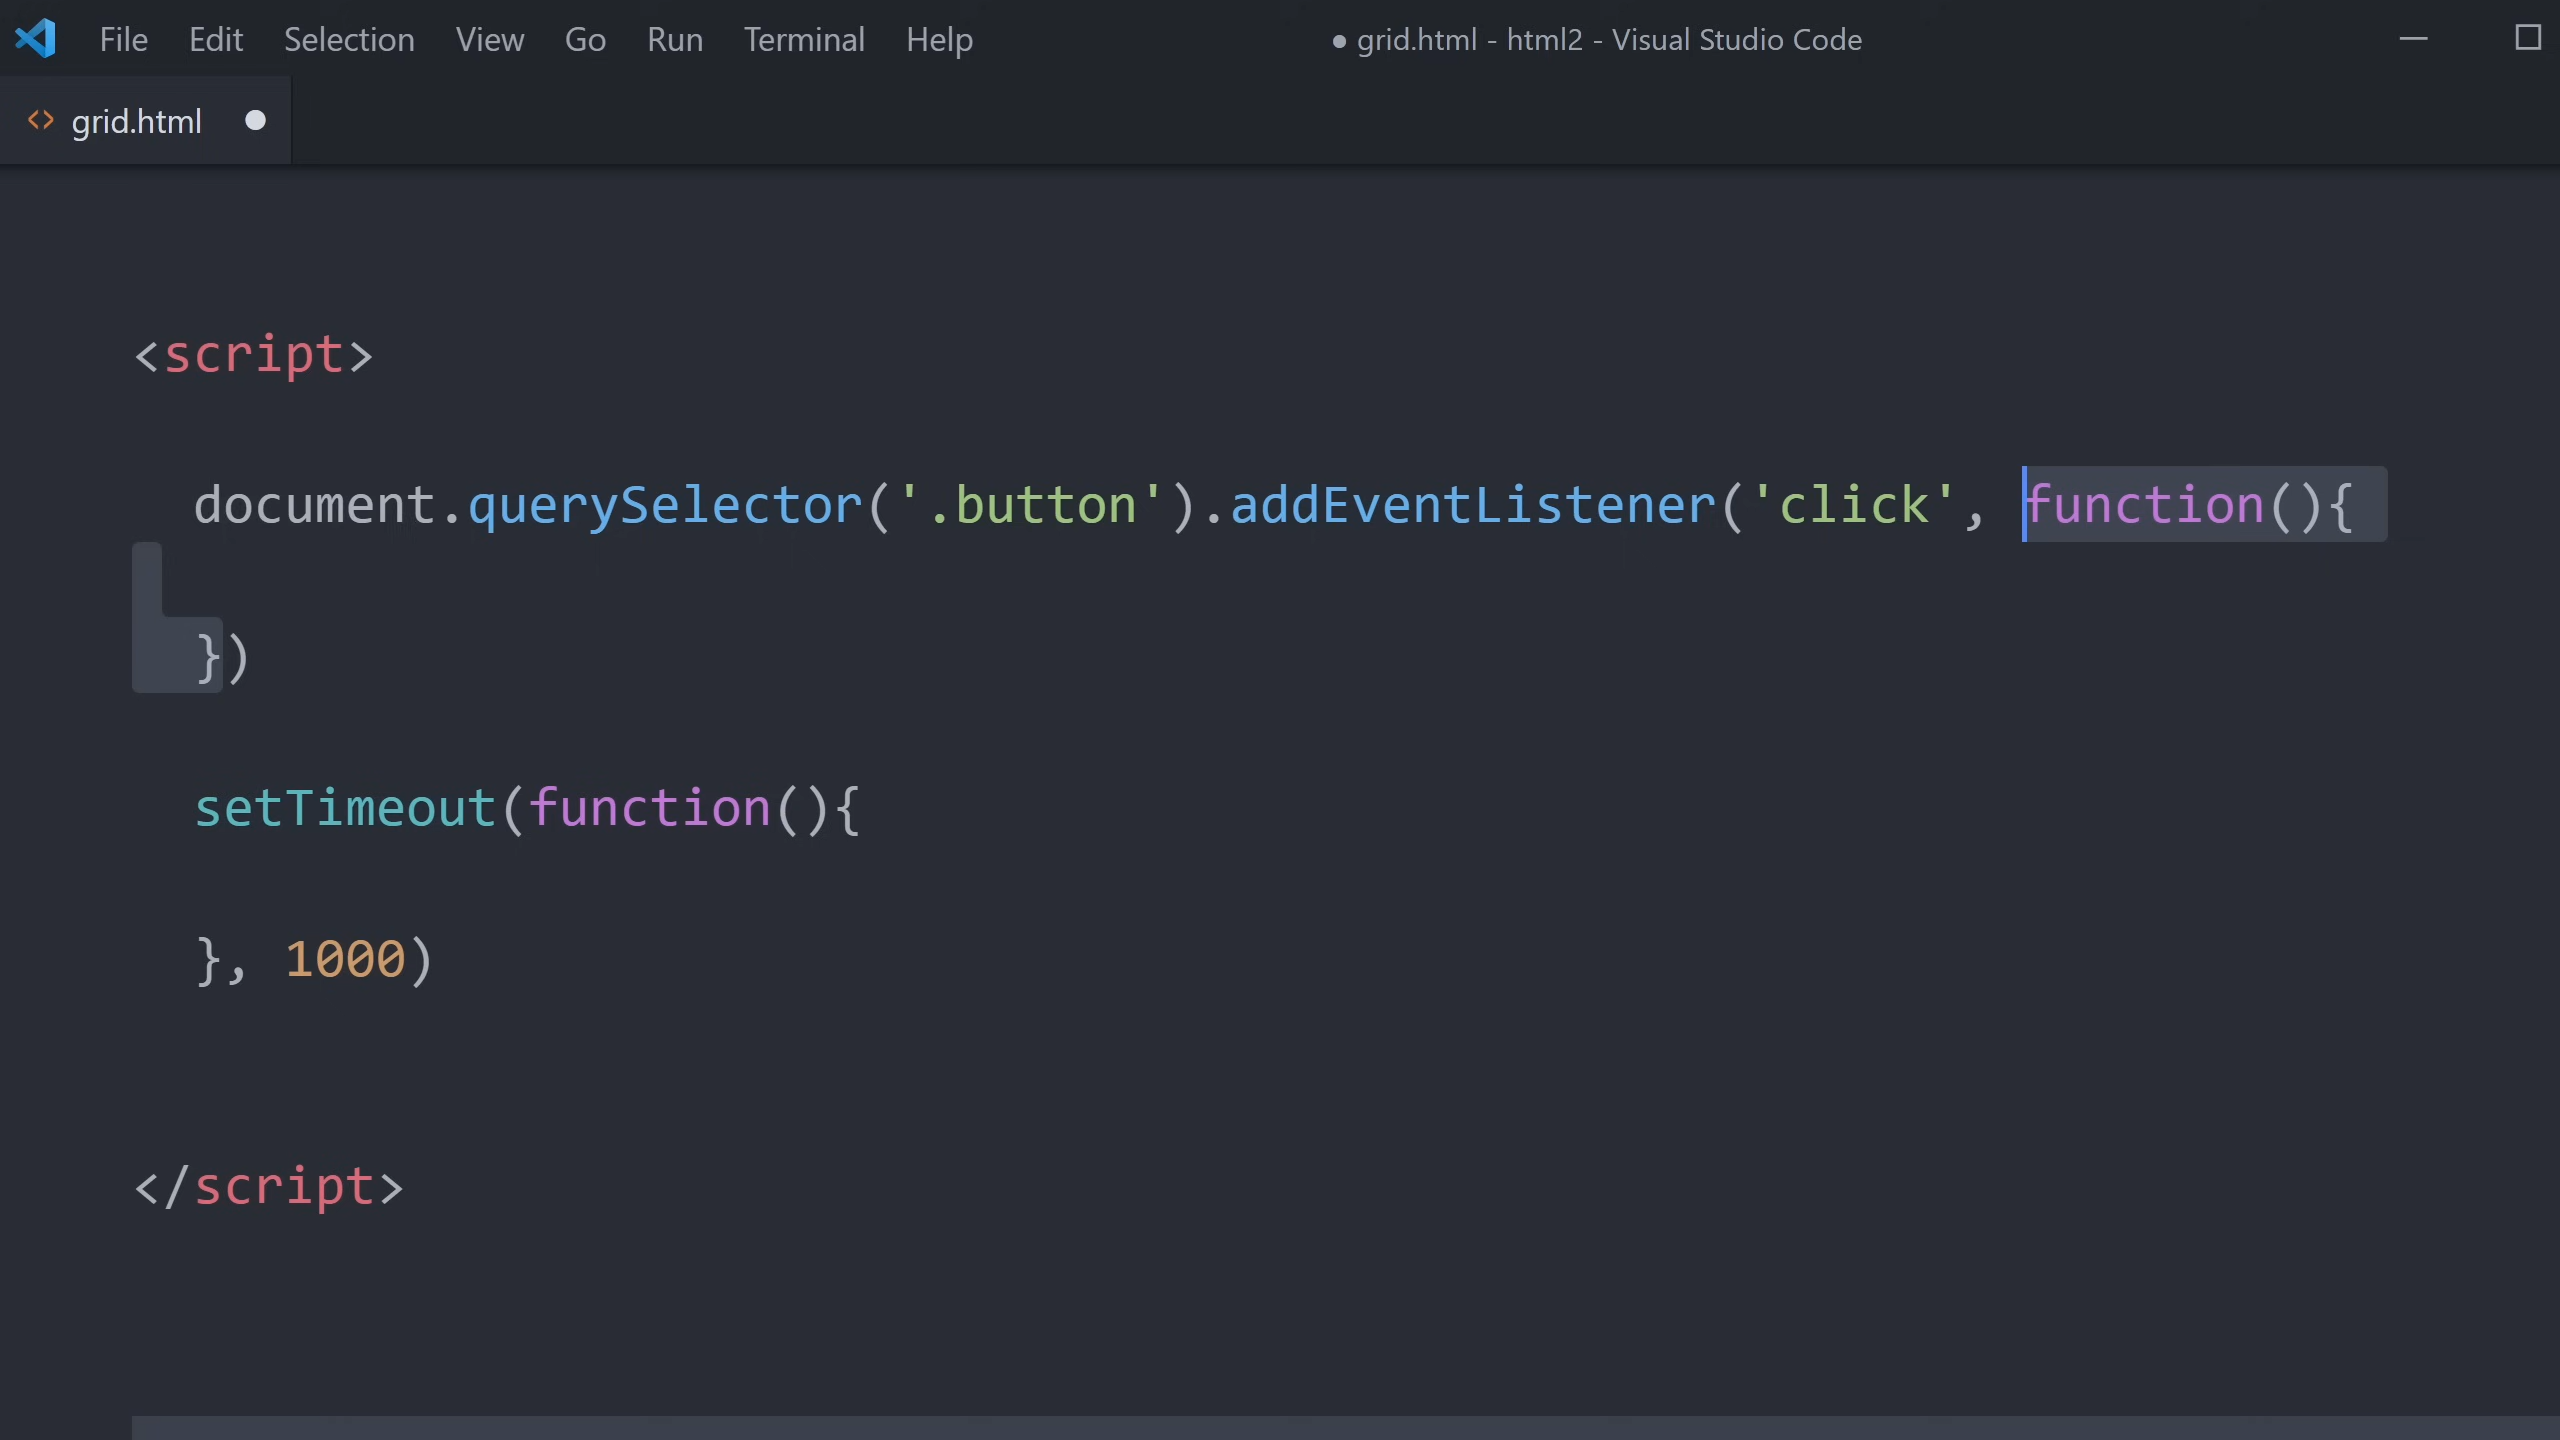 File Edit Selection View Go Run Terminal Help ● grid.html - html2 - Visual Studio Code
<> grid.html ●
<script>
document.querySelector('.button').addEventListener('click', function(){
})
setTimeout(function(){
}, 1000)
</script>